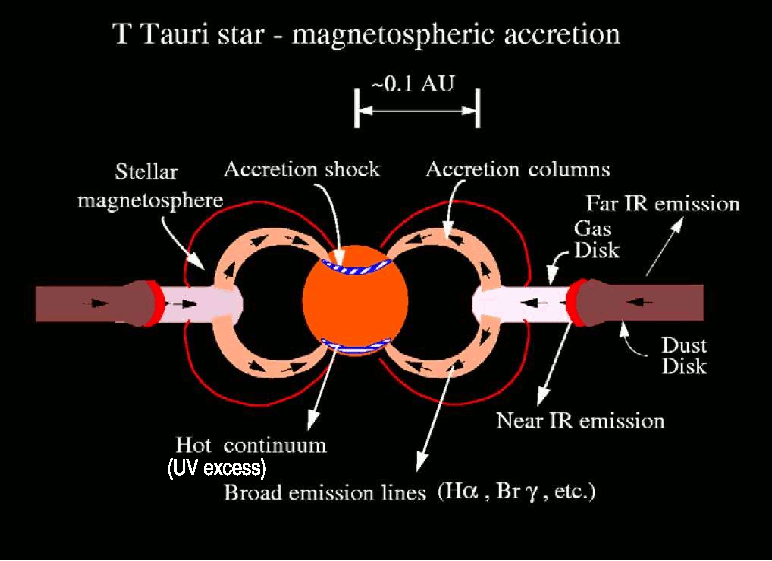 T Tauri star - magnetospheric accretion
~0.1 AU
Stellar
magnetosphere
Accretion shock
Accretion columns
Far IR emission
Gas
Disk
Dust
Disk
Near IR emission
Hot continuum
(UV excess)
Broad emission lines (Hα , Br γ , etc.)